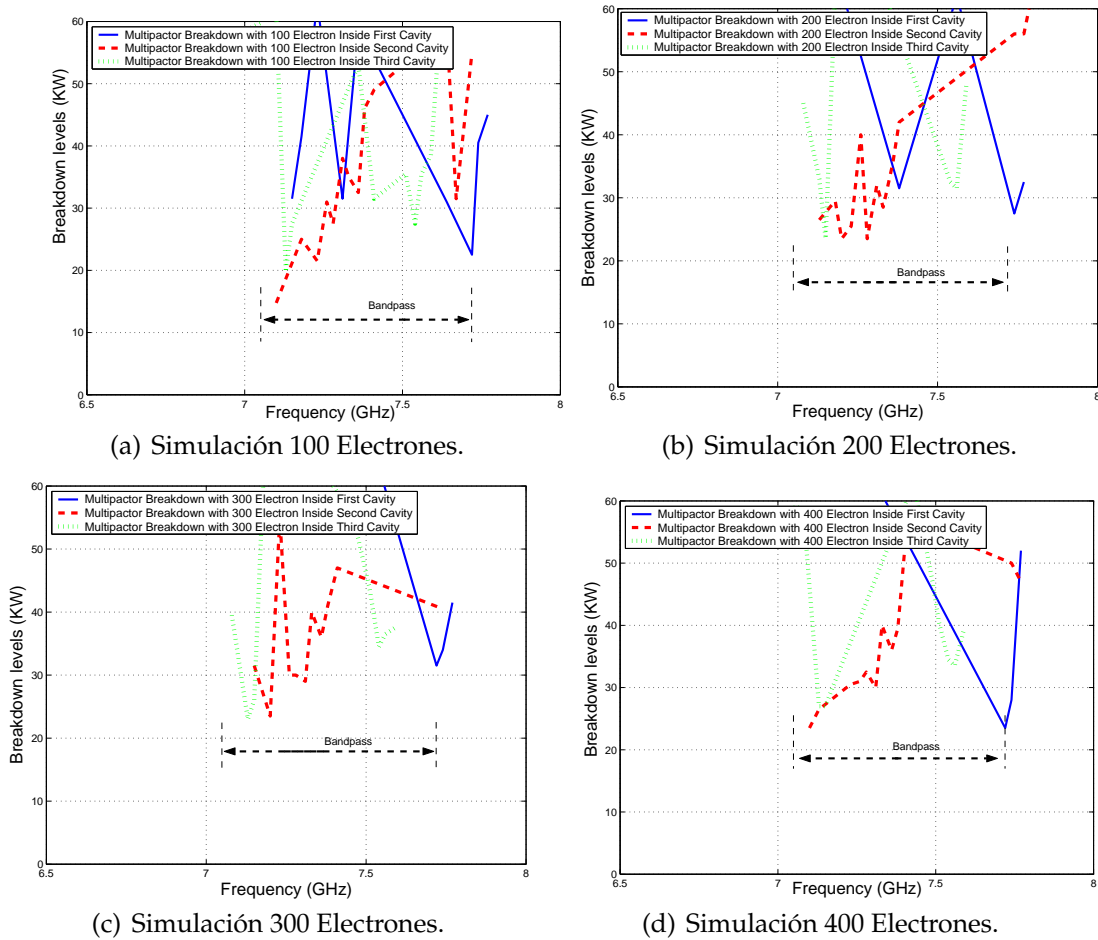 Multipactor Breakdown with 100 Electron Inside First Cavity
Multipactor Breakdown with 100 Electron Inside Second Cavity
Multipactor Breakdown with 100 Electron Inside Third Cavity
Breakdown levels (KW)
60
50
40
30
20
10
0
Bandpass
6.5
7
7.5
8
Frequency (GHz)
(a) Simulación 100 Electrones.
Multipactor Breakdown with 200 Electron Inside First Cavity
Multipactor Breakdown with 200 Electron Inside Second Cavity
Multipactor Breakdown with 200 Electron Inside Third Cavity
Breakdown levels (KW)
60
50
40
30
20
10
0
Bandpass
6.5
7
7.5
8
Frequency (GHz)
(b) Simulación 200 Electrones.
Multipactor Breakdown with 300 Electron Inside First Cavity
Multipactor Breakdown with 300 Electron Inside Second Cavity
Multipactor Breakdown with 300 Electron Inside Third Cavity
Breakdown levels (KW)
60
50
40
30
20
10
0
Bandpass
6.5
7
7.5
8
Frequency (GHz)
(c) Simulación 300 Electrones.
Multipactor Breakdown with 400 Electron Inside First Cavity
Multipactor Breakdown with 400 Electron Inside Second Cavity
Multipactor Breakdown with 400 Electron Inside Third Cavity
Breakdown levels (KW)
60
50
40
30
20
10
0
Bandpass
6.5
7
7.5
8
Frequency (GHz)
(d) Simulación 400 Electrones.